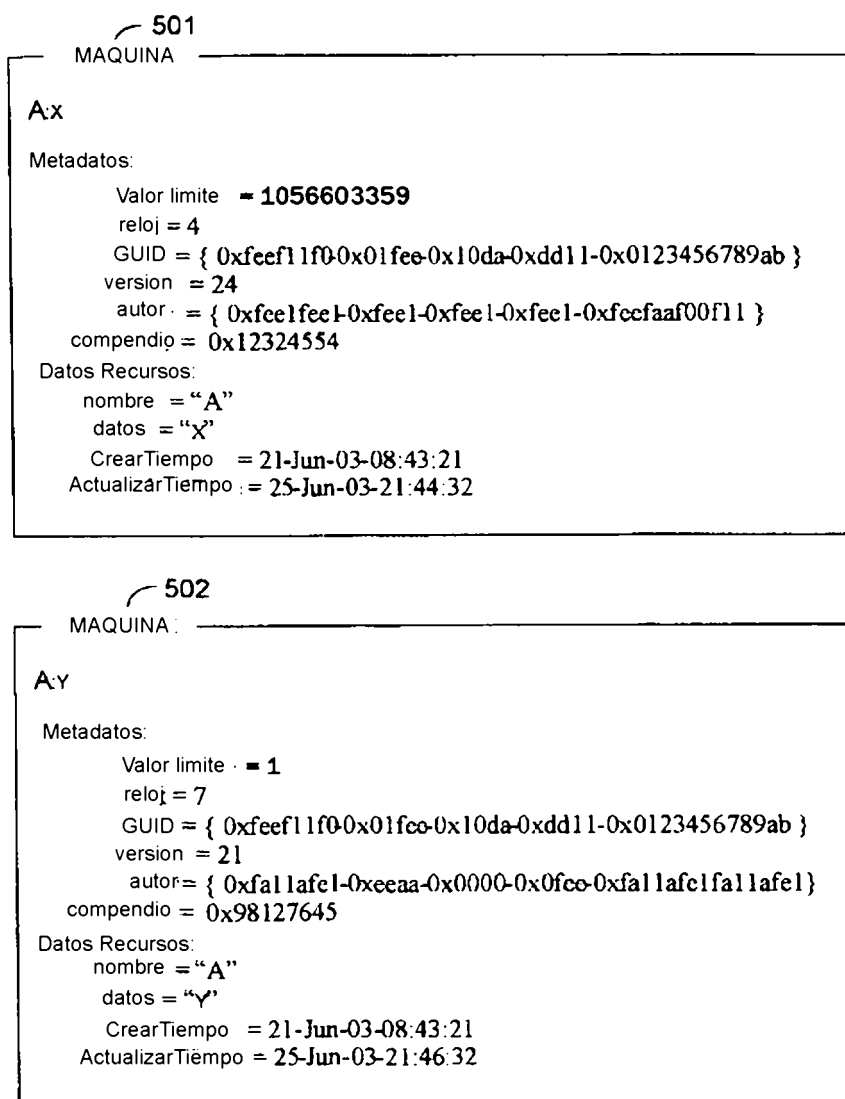 501
MAQUINA
A:X
Metadatos:
Valor limite = 1056603359
reloj = 4
GUID = { 0xfeef11f0-0x01fee-0x10da-0xdd11-0x0123456789ab }
version = 24
autor = { 0xfee1fee1-0xfee1-0xfee1-0xfee1-0xfeefaaf00f11 }
compendio = 0x12324554
Datos Recursos:
nombre = “A”
datos = “X”
CrearTiempo = 21-Jun-03-08:43:21
ActualizárTiempo := 25-Jun-03-21:44:32
502
MAQUINA :
A:Y
Metadatos:
Valor limite = 1
reloj = 7
GUID = { 0xfeef11f0-0x01fee-0x10da-0xdd11-0x0123456789ab }
version = 21
autor = { 0xfa11afe1-0xeeaa-0x0000-0x0fee-0xfa11afe1fa11afe1}
compendio = 0x98127645
Datos Recursos:
nombre = “A”
datos = “Y”
CrearTiempo = 21-Jun-03-08:43:21
ActualizarTiempo = 25-Jun-03-21:46:32